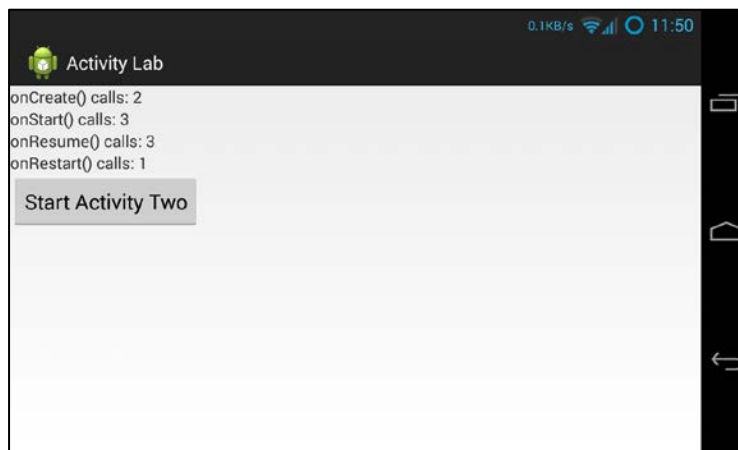 0.1KB/s 11:50
Activity Lab
onCreate() calls: 2
onStart() calls: 3
onResume() calls: 3
onRestart() calls: 1
Start Activity Two